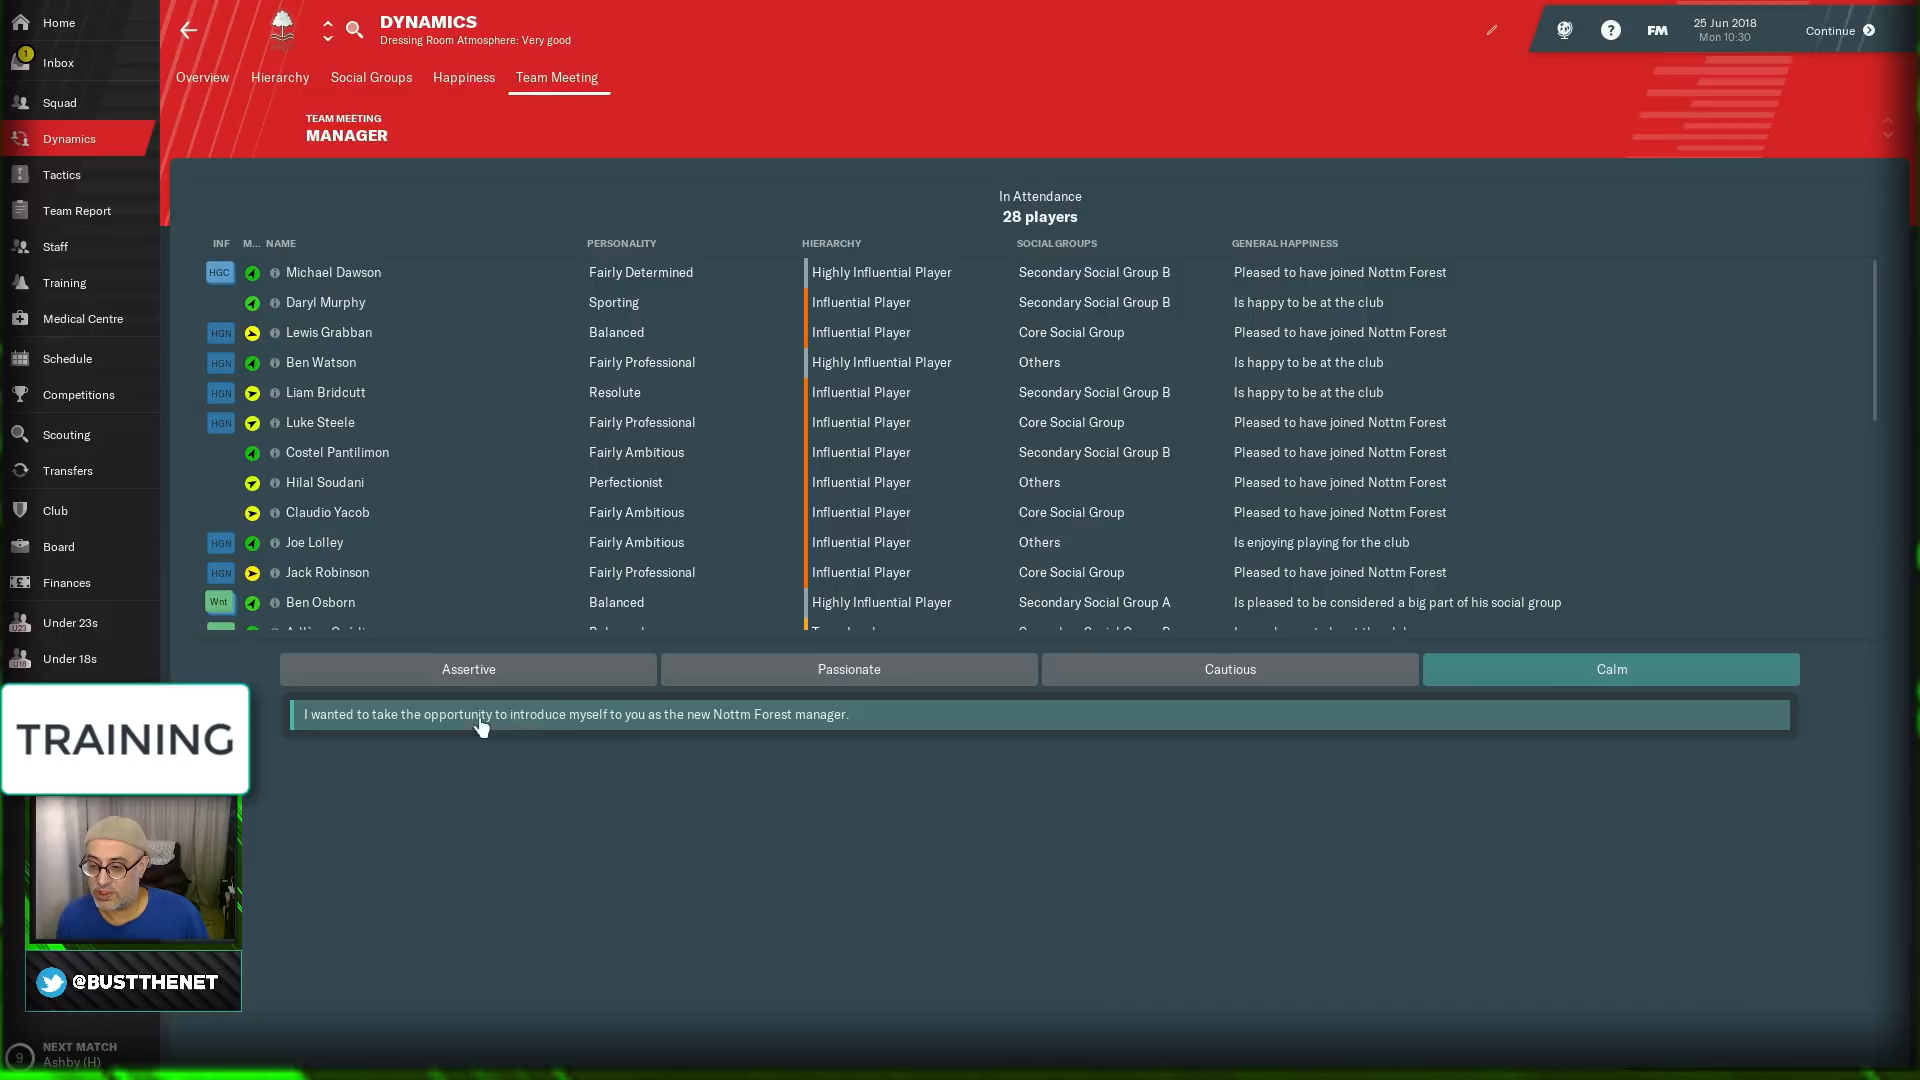 Home
1
Inbox
Squad
Dynamics
Tactics
Team Report
Staff
Training
Medical Centre
Schedule
Competitions
Scouting
Transfers
Club
Board
Finances
U23
Under 23s
U18
Under 18s
TRAINING
@BUSTTHENET
9
NEXT MATCH
Ashby (H)
DYNAMICS
Dressing Room Atmosphere: Very good
? FM
25 Jun 2018
Mon 10:30
Continue
Overview Hierarchy Social Groups Happiness Team Meeting
TEAM MEETING
MANAGER
In Attendance
28 players
INF M... NAME PERSONALITY HIERARCHY SOCIAL GROUPS GENERAL HAPPINESS
HGC Michael Dawson Fairly Determined Highly Influential Player Secondary Social Group B Pleased to have joined Nottm Forest
Daryl Murphy Sporting Influential Player Secondary Social Group B Is happy to be at the club
HGN Lewis Grabban Balanced Influential Player Core Social Group Pleased to have joined Nottm Forest
HGN Ben Watson Fairly Professional Highly Influential Player Others Is happy to be at the club
HGN Liam Bridcutt Resolute Influential Player Secondary Social Group B Is happy to be at the club
HGN Luke Steele Fairly Professional Influential Player Core Social Group Pleased to have joined Nottm Forest
Costel Pantilimon Fairly Ambitious Influential Player Secondary Social Group B Pleased to have joined Nottm Forest
Hilal Soudani Perfectionist Influential Player Others Pleased to have joined Nottm Forest
Claudio Yacob Fairly Ambitious Influential Player Core Social Group Pleased to have joined Nottm Forest
HGN Joe Lolley Fairly Ambitious Influential Player Others Is enjoying playing for the club
HGN Jack Robinson Fairly Professional Influential Player Core Social Group Pleased to have joined Nottm Forest
Wnt Ben Osborn Balanced Highly Influential Player Secondary Social Group A Is pleased to be considered a big part of his social group
Assertive Passionate Cautious Calm
I wanted to take the opportunity to introduce myself to you as the new Nottm Forest manager.